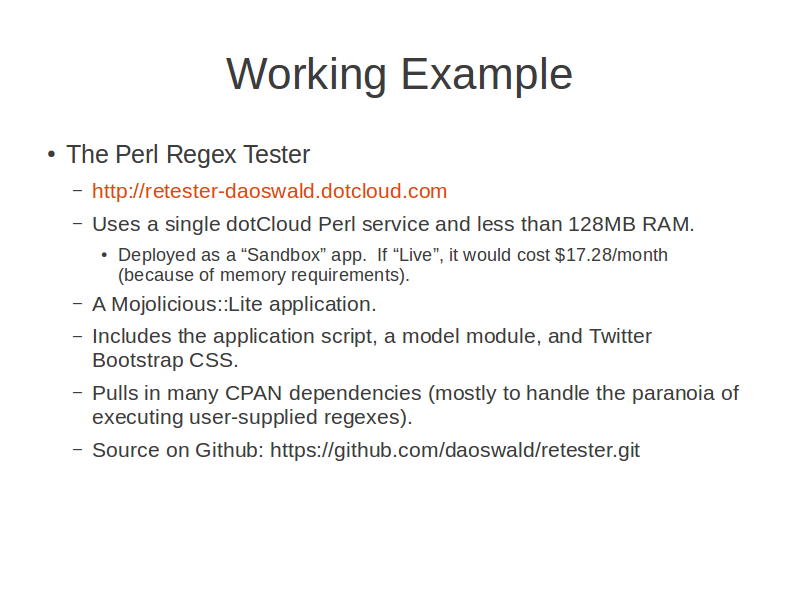 Working Example
• The Perl Regex Tester
– http://retester-daoswald.dotcloud.com
– Uses a single dotCloud Perl service and less than 128MB RAM.
• Deployed as a “Sandbox” app.  If “Live”, it would cost $17.28/month
(because of memory requirements).
– A Mojolicious::Lite application.
– Includes the application script, a model module, and Twitter
Bootstrap CSS.
– Pulls in many CPAN dependencies (mostly to handle the paranoia of
executing user-supplied regexes).
– Source on Github: https://github.com/daoswald/retester.git